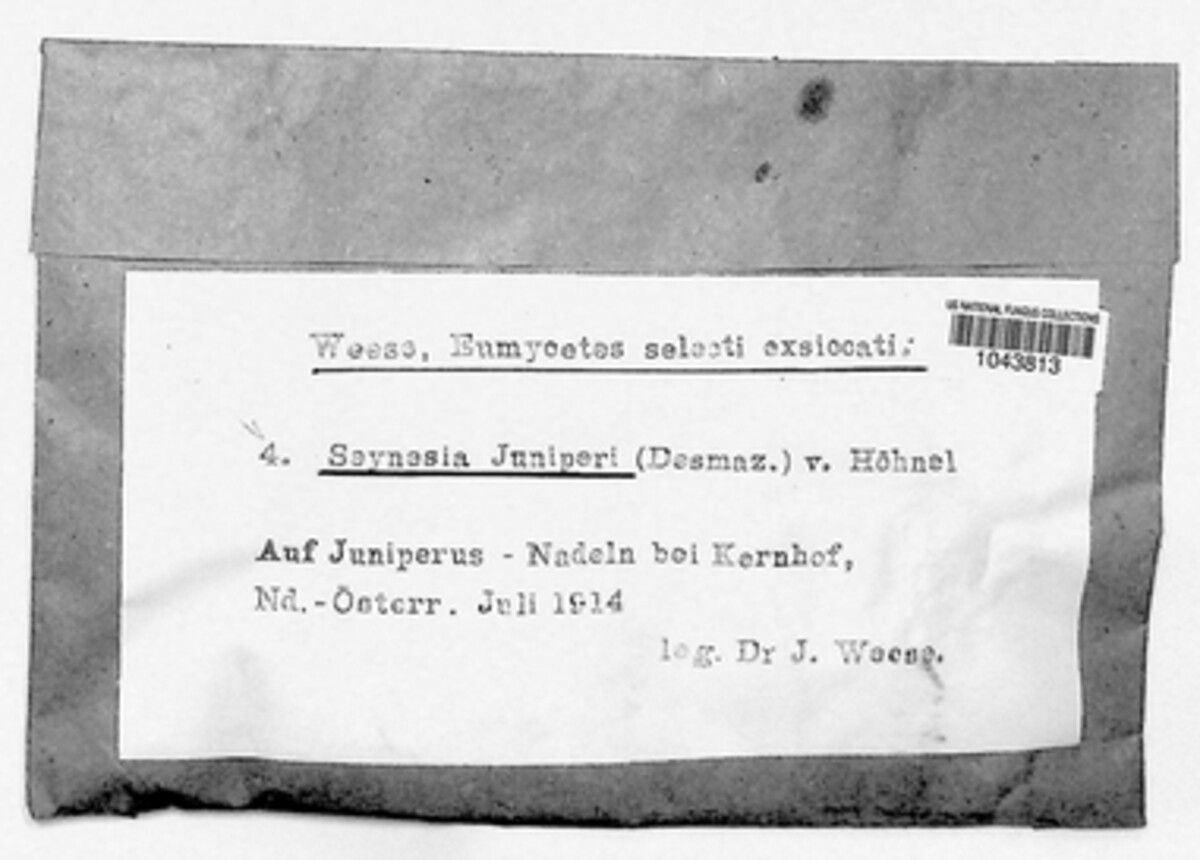 US NATIONAL FUNGUS COLLECTIONS
1043813
Weese, Eumycetes selecti exsiccati:
4. Seynesia Juniperi (Desmaz.) v. Höhnel
Auf Juniperus - Nadeln bei Kernhof,
Nd.-Österr. Juli 1914
leg. Dr J. Weese.